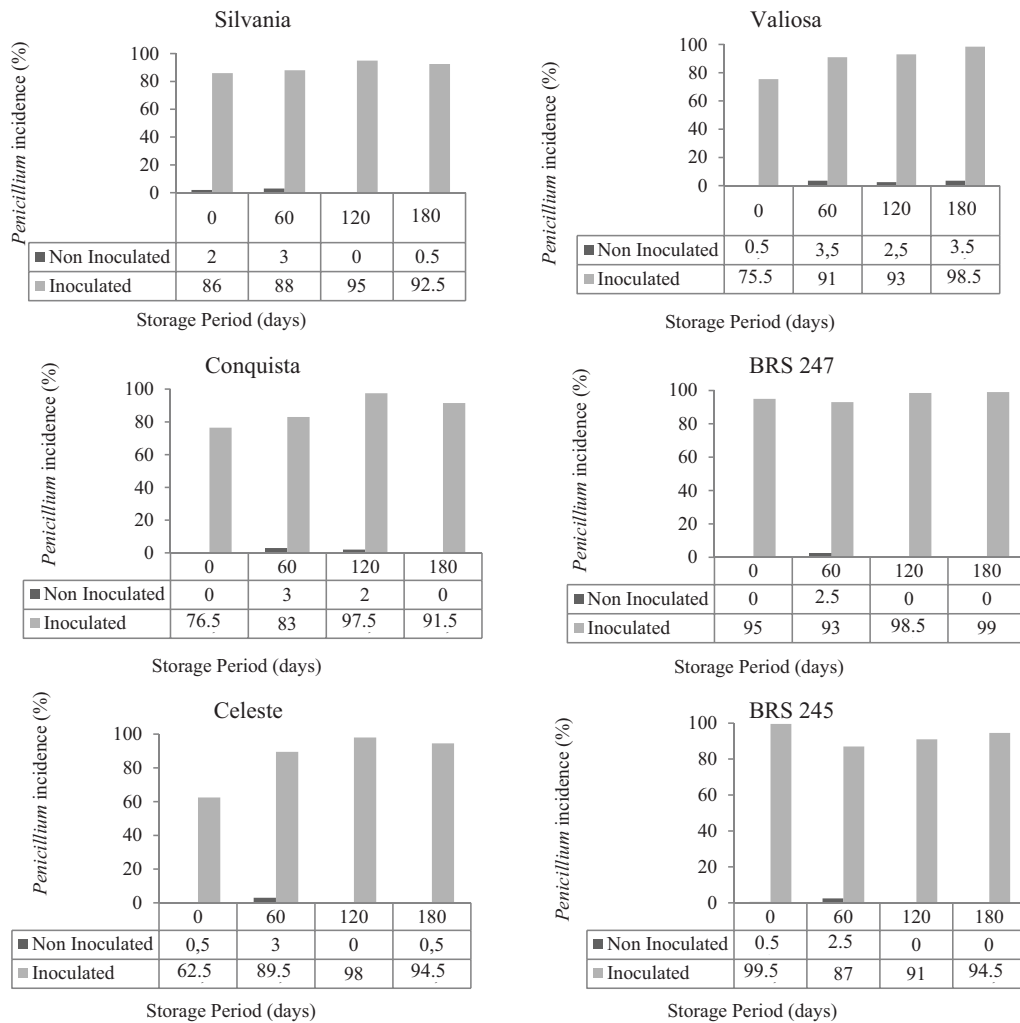 Silvania
Penicillium incidence (%)
100
80
60
40
20
0
0 60 120 180
Non Inoculated 2 3 0 0.5
Inoculated 86 88 95 92.5
Storage Period (days)
Valiosa
Penicillium incidence (%)
100
80
60
40
20
0
0 60 120 180
Non Inoculated 0.5 3,5 2,5 3.5
Inoculated 75.5 91 93 98.5
Storage Period (days)
Conquista
Penicillium incidence (%)
100
80
60
40
20
0
0 60 120 180
Non Inoculated 0 3 2 0
Inoculated 76.5 83 97.5 91.5
Storage Period (days)
BRS 247
Penicillium incidence (%)
100
80
60
40
20
0
0 60 120 180
Non Inoculated 0 2.5 0 0
Inoculated 95 93 98.5 99
Storage Period (days)
Celeste
Penicillium incidence (%)
100
80
60
40
20
0
0 60 120 180
Non Inoculated 0,5 3 0 0,5
Inoculated 62.5 89.5 98 94.5
Storage Period (days)
BRS 245
Penicillium incidence (%)
100
80
60
40
20
0
0 60 120 180
Non Inoculated 0.5 2.5 0 0
Inoculated 99.5 87 91 94.5
Storage Period (days)